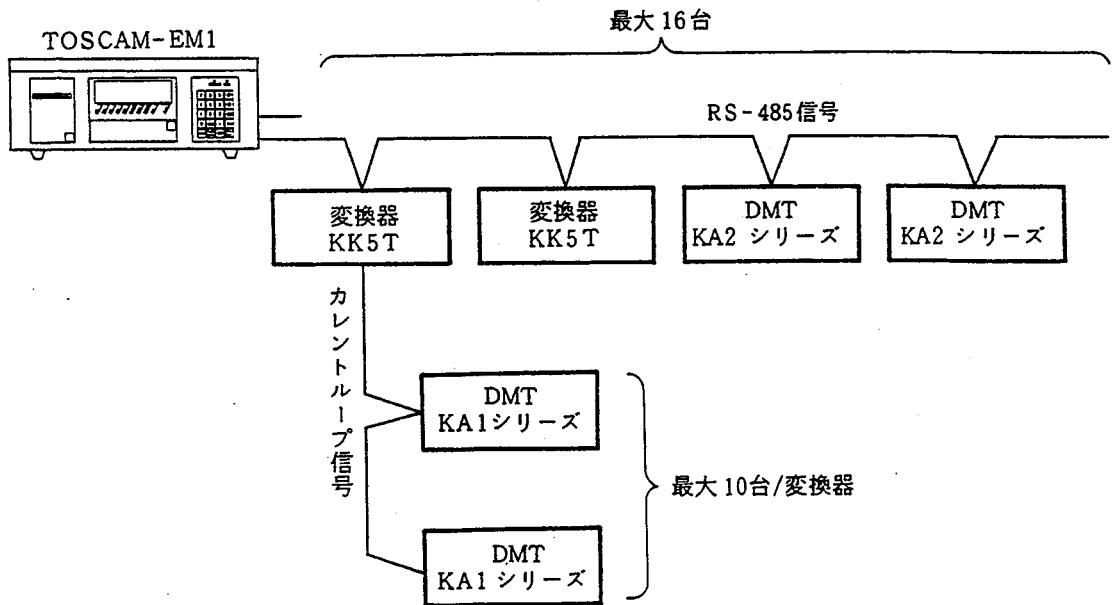 最大16台
TOSCAM-EM1
RS-485信号
変換器
KK5T
変換器
KK5T
DMT
KA2 シリーズ
DMT
KA2 シリーズ
カレントループ信号
DMT
KA1シリーズ
最大10台/変換器
DMT
KA1 シリーズ